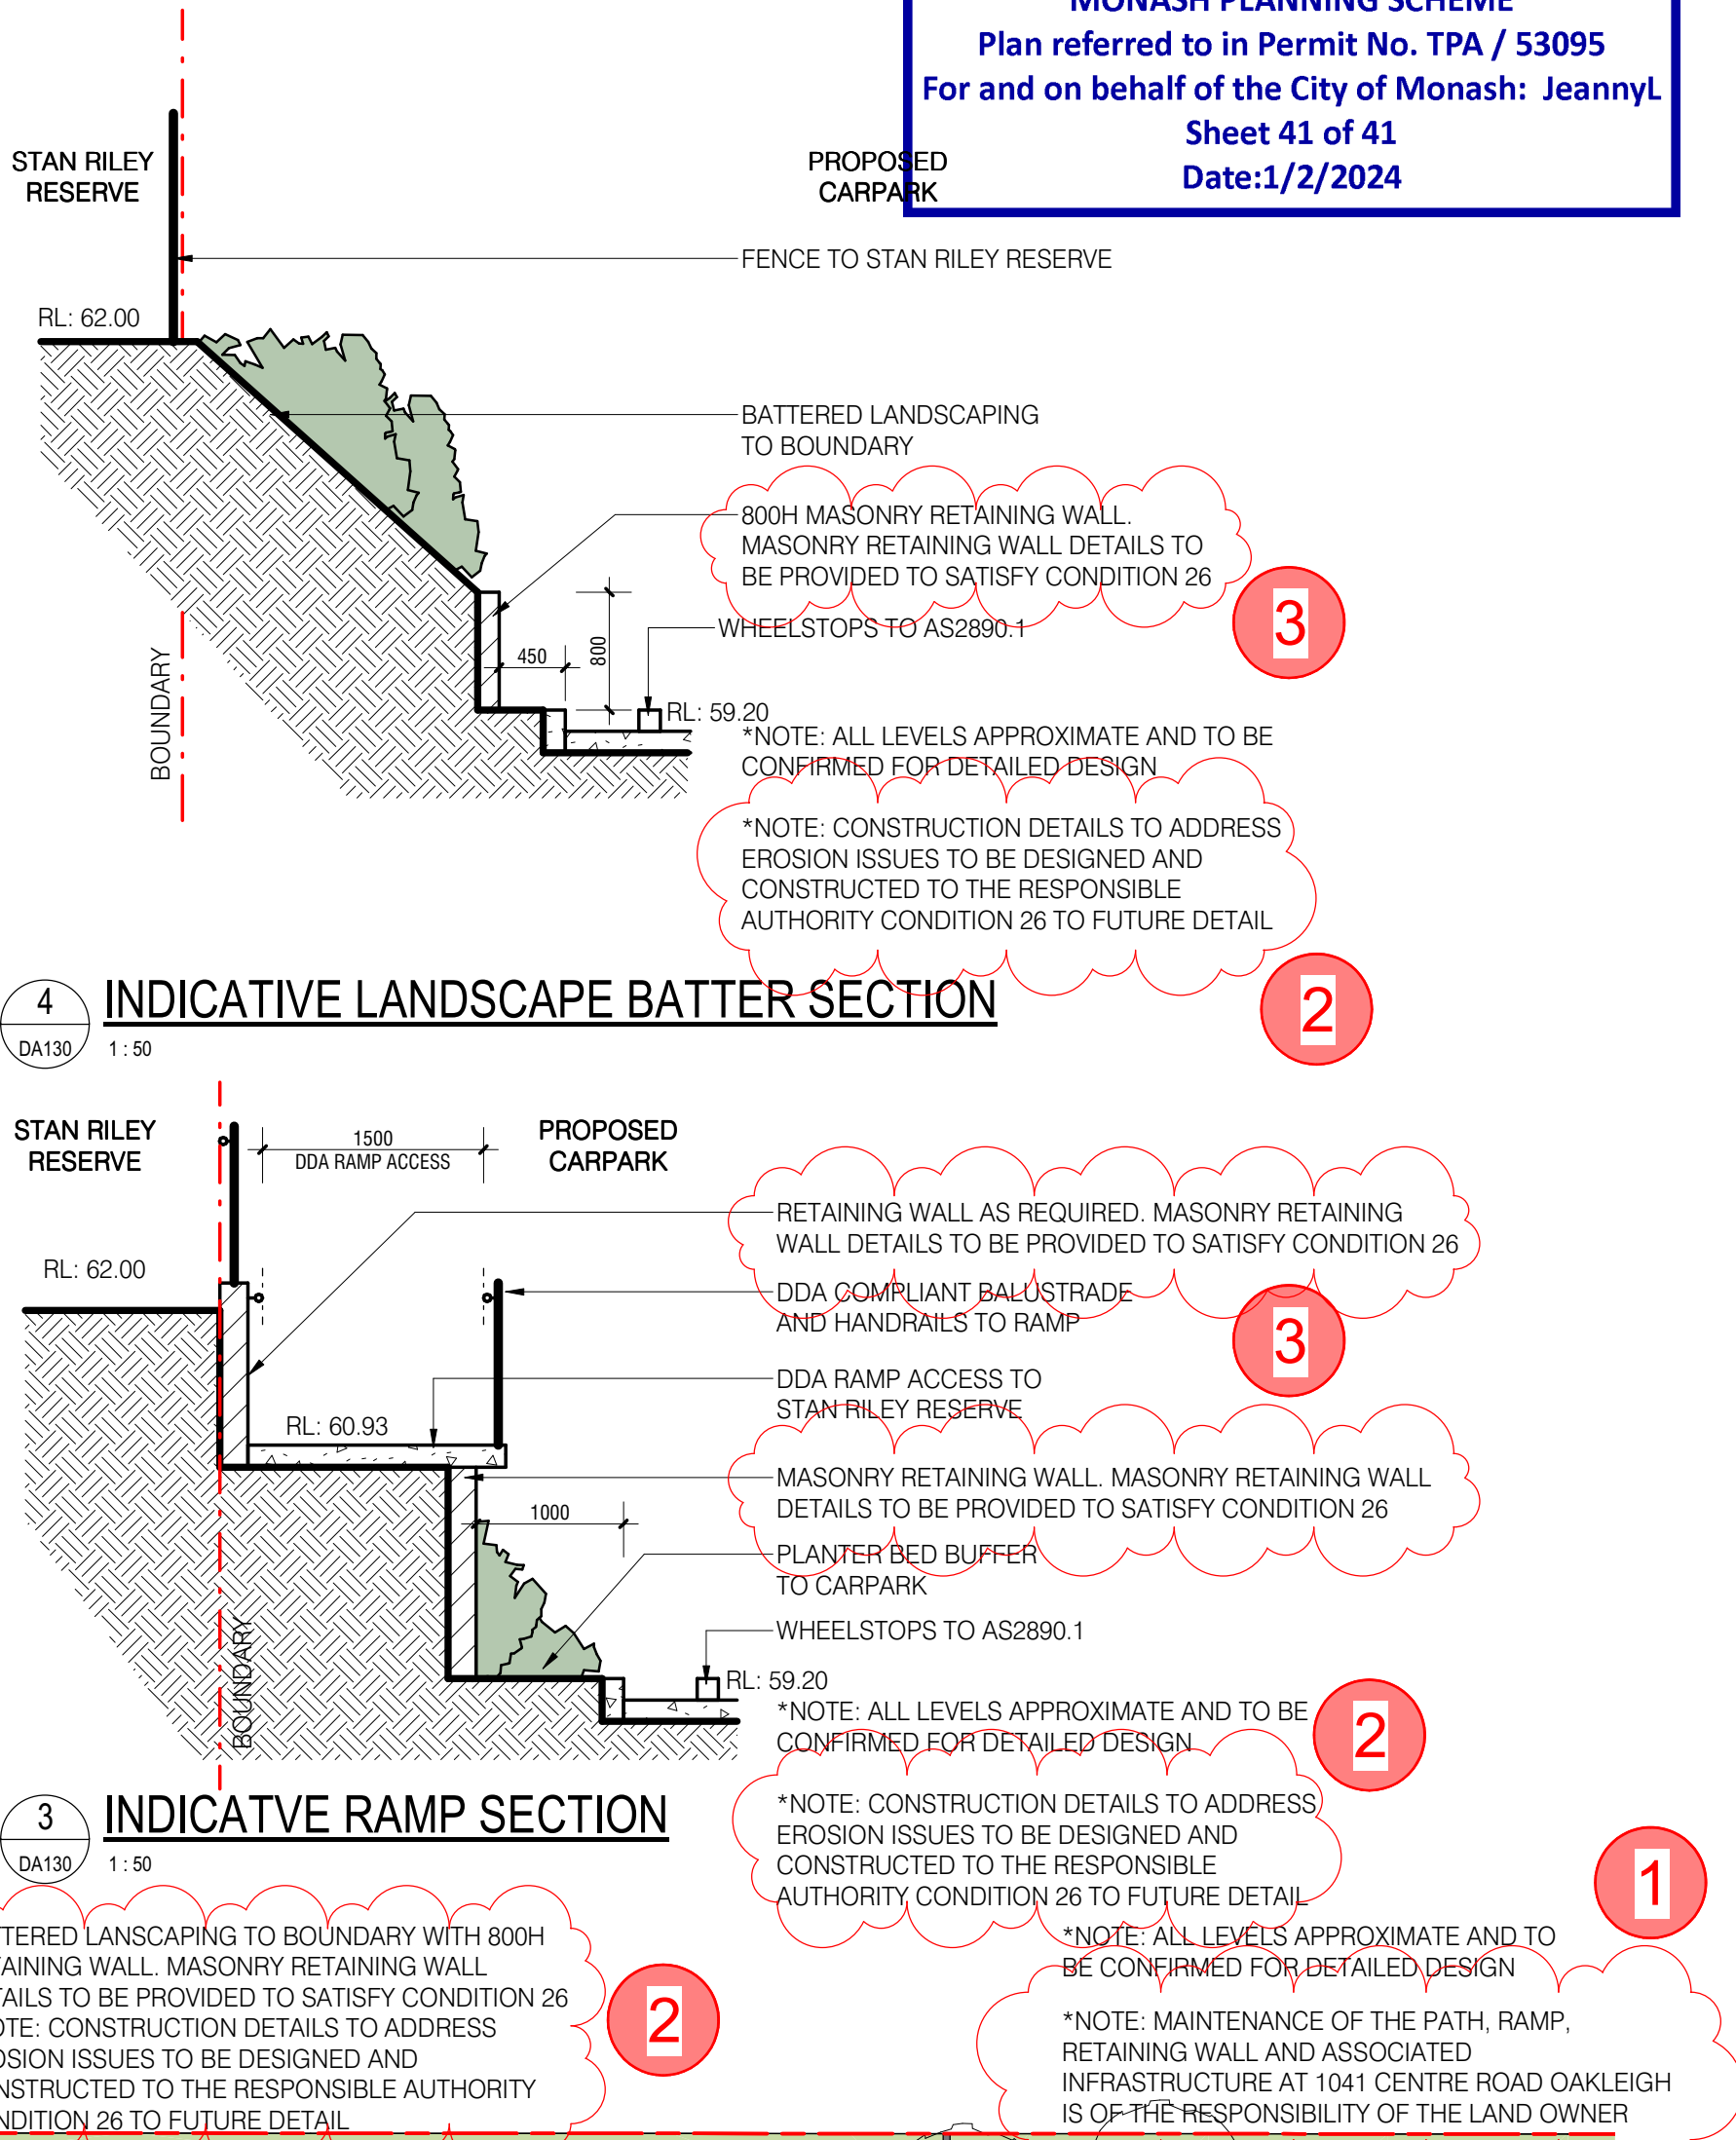 MONASH PLANNING SCHEME
Plan referred to in Permit No. TPA / 53095
For and on behalf of the City of Monash: JeannyL
Sheet 41 of 41
Date:1/2/2024
STAN RILEY
RESERVE
PROPOSED
CARPARK
FENCE TO STAN RILEY RESERVE
RL: 62.00
BATTERED LANDSCAPING
TO BOUNDARY
800H MASONRY RETAINING WALL.
MASONRY RETAINING WALL DETAILS TO
BE PROVIDED TO SATISFY CONDITION 26
3
WHEELSTOPS TO AS2890.1
450
800
BOUNDARY
RL: 59.20
*NOTE: ALL LEVELS APPROXIMATE AND TO BE
CONFIRMED FOR DETAILED DESIGN
*NOTE: CONSTRUCTION DETAILS TO ADDRESS
EROSION ISSUES TO BE DESIGNED AND
CONSTRUCTED TO THE RESPONSIBLE
AUTHORITY CONDITION 26 TO FUTURE DETAIL
2
4
DA130
INDICATIVE LANDSCAPE BATTER SECTION
1 : 50
STAN RILEY
RESERVE
1500
DDA RAMP ACCESS
PROPOSED
CARPARK
RETAINING WALL AS REQUIRED. MASONRY RETAINING
WALL DETAILS TO BE PROVIDED TO SATISFY CONDITION 26
RL: 62.00
DDA COMPLIANT BALUSTRADE
AND HANDRAILS TO RAMP
3
DDA RAMP ACCESS TO
STAN RILEY RESERVE
RL: 60.93
MASONRY RETAINING WALL. MASONRY RETAINING WALL
DETAILS TO BE PROVIDED TO SATISFY CONDITION 26
1000
PLANTER BED BUFFER
TO CARPARK
WHEELSTOPS TO AS2890.1
BOUNDARY
RL: 59.20
*NOTE: ALL LEVELS APPROXIMATE AND TO BE
CONFIRMED FOR DETAILED DESIGN
2
*NOTE: CONSTRUCTION DETAILS TO ADDRESS
EROSION ISSUES TO BE DESIGNED AND
CONSTRUCTED TO THE RESPONSIBLE
AUTHORITY CONDITION 26 TO FUTURE DETAIL
3
DA130
INDICATVE RAMP SECTION
1 : 50
1
TTERED LANSCAPING TO BOUNDARY WITH 800H
TAINING WALL. MASONRY RETAINING WALL
TAILS TO BE PROVIDED TO SATISFY CONDITION 26
OTE: CONSTRUCTION DETAILS TO ADDRESS
OSION ISSUES TO BE DESIGNED AND
ONSTRUCTED TO THE RESPONSIBLE AUTHORITY
NDITION 26 TO FUTURE DETAIL
2
*NOTE: ALL LEVELS APPROXIMATE AND TO
BE CONFIRMED FOR DETAILED DESIGN
*NOTE: MAINTENANCE OF THE PATH, RAMP,
RETAINING WALL AND ASSOCIATED
INFRASTRUCTURE AT 1041 CENTRE ROAD OAKLEIGH
IS OF THE RESPONSIBILITY OF THE LAND OWNER